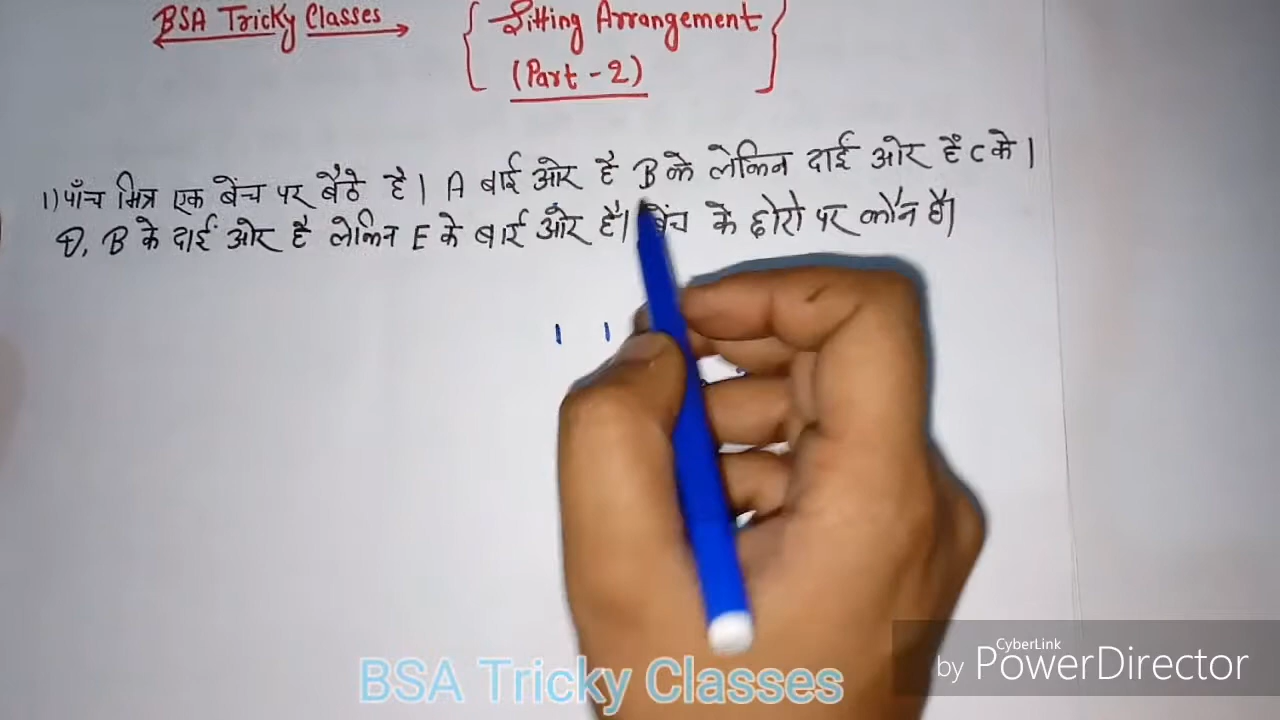 BSA Tricky Classes
{ Sitting Arrangement
(Part - 2) }
1) पाँच मित्र एक बेंच पर बैठे है। A बाई ओर है B के लेकिन दाईं ओर है C के।
D, B के दाईं ओर है लेकिन E के बाईं ओर है। बेंच के छोरो पर कौन है।
BSA Tricky Classes
CyberLink
by PowerDirector